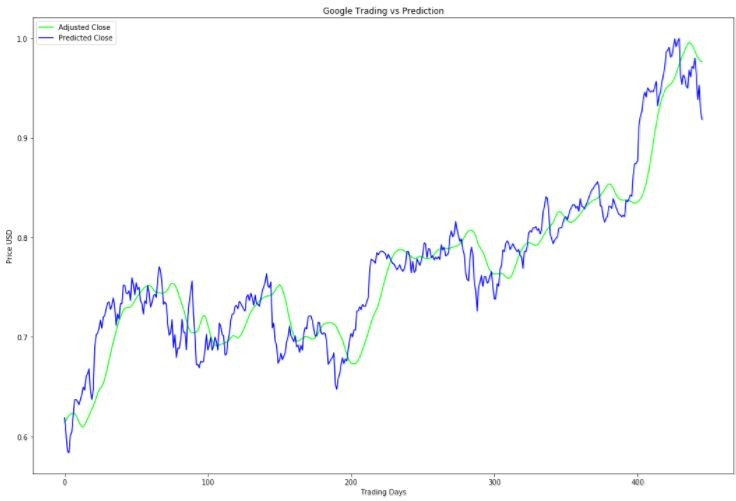 Google Trading vs Prediction
Adjusted Close
Predicted Close
1.0
0.9
0.8
0.7
0.6
Price USD
0
100
200
300
400
Trading Days